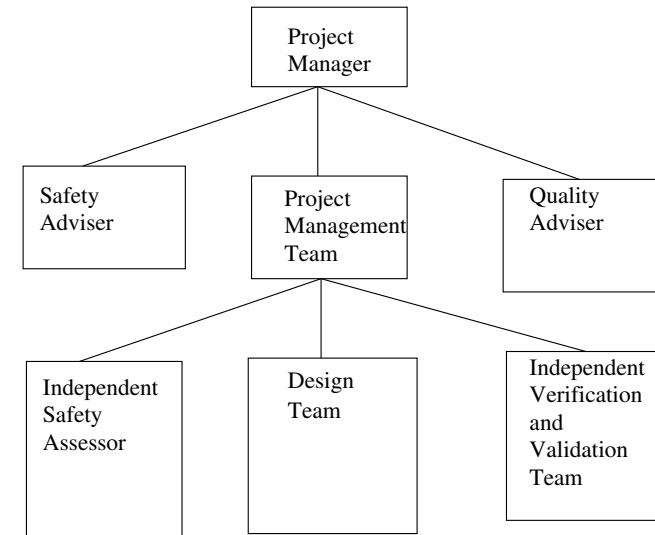 Project
Manager
Safety
Adviser
Project
Management
Team
Quality
Adviser
Independent
Safety
Assessor
Design
Team
Independent
Verification
and
Validation
Team